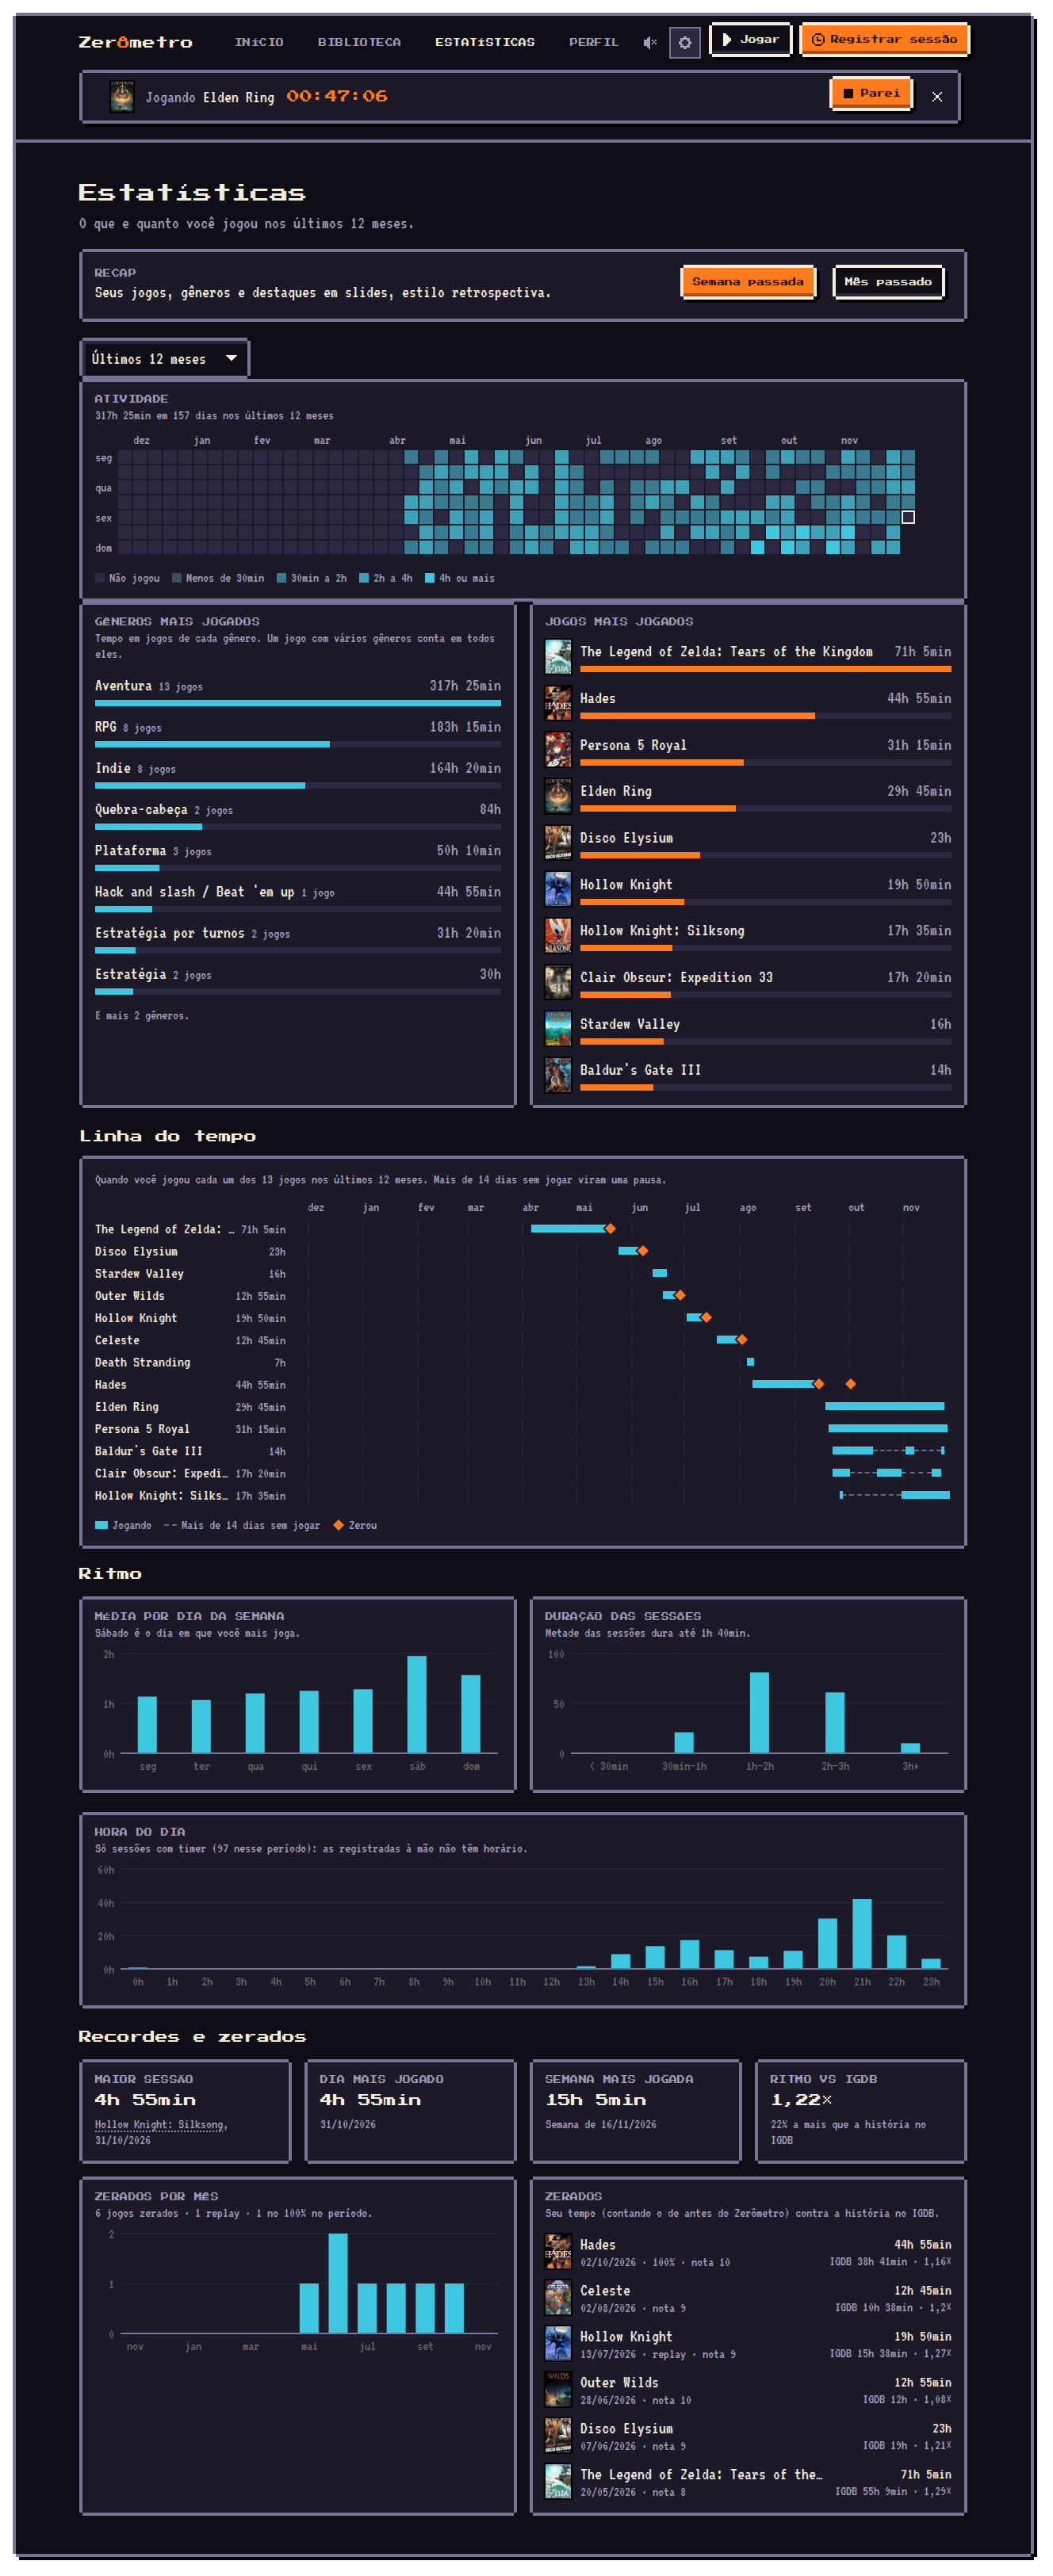 Zerômetro INÍCIO BIBLIOTECA ESTATÍSTICAS PERFIL Jogar Registrar sessão
Jogando Elden Ring 00:47:06 Parei
Estatísticas
O que e quanto você jogou nos últimos 12 meses.
RECAP
Seus jogos, gêneros e destaques em slides, estilo retrospectiva.
Semana passada Mês passado
Últimos 12 meses
ATIVIDADE
317h 25min em 157 dias nos últimos 12 meses
dez jan fev mar abr mai jun jul ago set out nov
seg
qua
sex
dom
Não jogou Menos de 30min 30min a 2h 2h a 4h 4h ou mais
GÊNEROS MAIS JOGADOS
Tempo em jogos de cada gênero. Um jogo com vários gêneros conta em todos
eles.
Aventura 13 jogos 317h 25min
RPG 8 jogos 183h 15min
Indie 8 jogos 164h 20min
Quebra-cabeça 2 jogos 84h
Plataforma 3 jogos 50h 10min
Hack and slash / Beat 'em up 1 jogo 44h 55min
Estratégia por turnos 2 jogos 31h 20min
Estratégia 2 jogos 30h
E mais 2 gêneros.
JOGOS MAIS JOGADOS
The Legend of Zelda: Tears of the Kingdom 71h 5min
Hades 44h 55min
Persona 5 Royal 31h 15min
Elden Ring 29h 45min
Disco Elysium 23h
Hollow Knight 19h 50min
Hollow Knight: Silksong 17h 35min
Clair Obscur: Expedition 33 17h 20min
Stardew Valley 16h
Baldur's Gate III 14h
Linha do tempo
Quando você jogou cada um dos 13 jogos nos últimos 12 meses. Mais de 14 dias sem jogar viram uma pausa.
dez jan fev mar abr mai jun jul ago set out nov
The Legend of Zelda: … 71h 5min
Disco Elysium 23h
Stardew Valley 16h
Outer Wilds 12h 55min
Hollow Knight 19h 50min
Celeste 12h 45min
Death Stranding 7h
Hades 44h 55min
Elden Ring 29h 45min
Persona 5 Royal 31h 15min
Baldur's Gate III 14h
Clair Obscur: Expedi… 17h 20min
Hollow Knight: Silks… 17h 35min
Jogando Mais de 14 dias sem jogar Zerou
Ritmo
MÉDIA POR DIA DA SEMANA
Sábado é o dia em que você mais joga.
2h
1h
0h
seg ter qua qui sex sáb dom
DURAÇÃO DAS SESSÕES
Metade das sessões dura até 1h 40min.
100
50
0
< 30min 30min-1h 1h-2h 2h-3h 3h+
HORA DO DIA
Só sessões com timer (97 nesse período): as registradas à mão não têm horário.
60h
40h
20h
0h
0h 1h 2h 3h 4h 5h 6h 7h 8h 9h 10h 11h 12h 13h 14h 15h 16h 17h 18h 19h 20h 21h 22h 23h
Recordes e zerados
MAIOR SESSÃO
4h 55min
Hollow Knight: Silksong,
31/10/2026
DIA MAIS JOGADO
4h 55min
31/10/2026
SEMANA MAIS JOGADA
15h 5min
Semana de 16/11/2026
RITMO VS IGDB
1,22×
22% a mais que a história no
IGDB
ZERADOS POR MÊS
6 jogos zerados · 1 replay · 1 no 100% no período.
2
1
0
nov jan mar mai jul set nov
ZERADOS
Seu tempo (contando o de antes do Zerômetro) contra a história no IGDB.
Hades 44h 55min
02/10/2026 · 100% · nota 10 IGDB 38h 41min · 1,16×
Celeste 12h 45min
02/08/2026 · nota 9 IGDB 10h 38min · 1,2×
Hollow Knight 19h 50min
13/07/2026 · replay · nota 9 IGDB 15h 38min · 1,27×
Outer Wilds 12h 55min
28/06/2026 · nota 10 IGDB 12h · 1,08×
Disco Elysium 23h
07/06/2026 · nota 9 IGDB 19h · 1,21×
The Legend of Zelda: Tears of the… 71h 5min
20/05/2026 · nota 8 IGDB 55h 9min · 1,29×